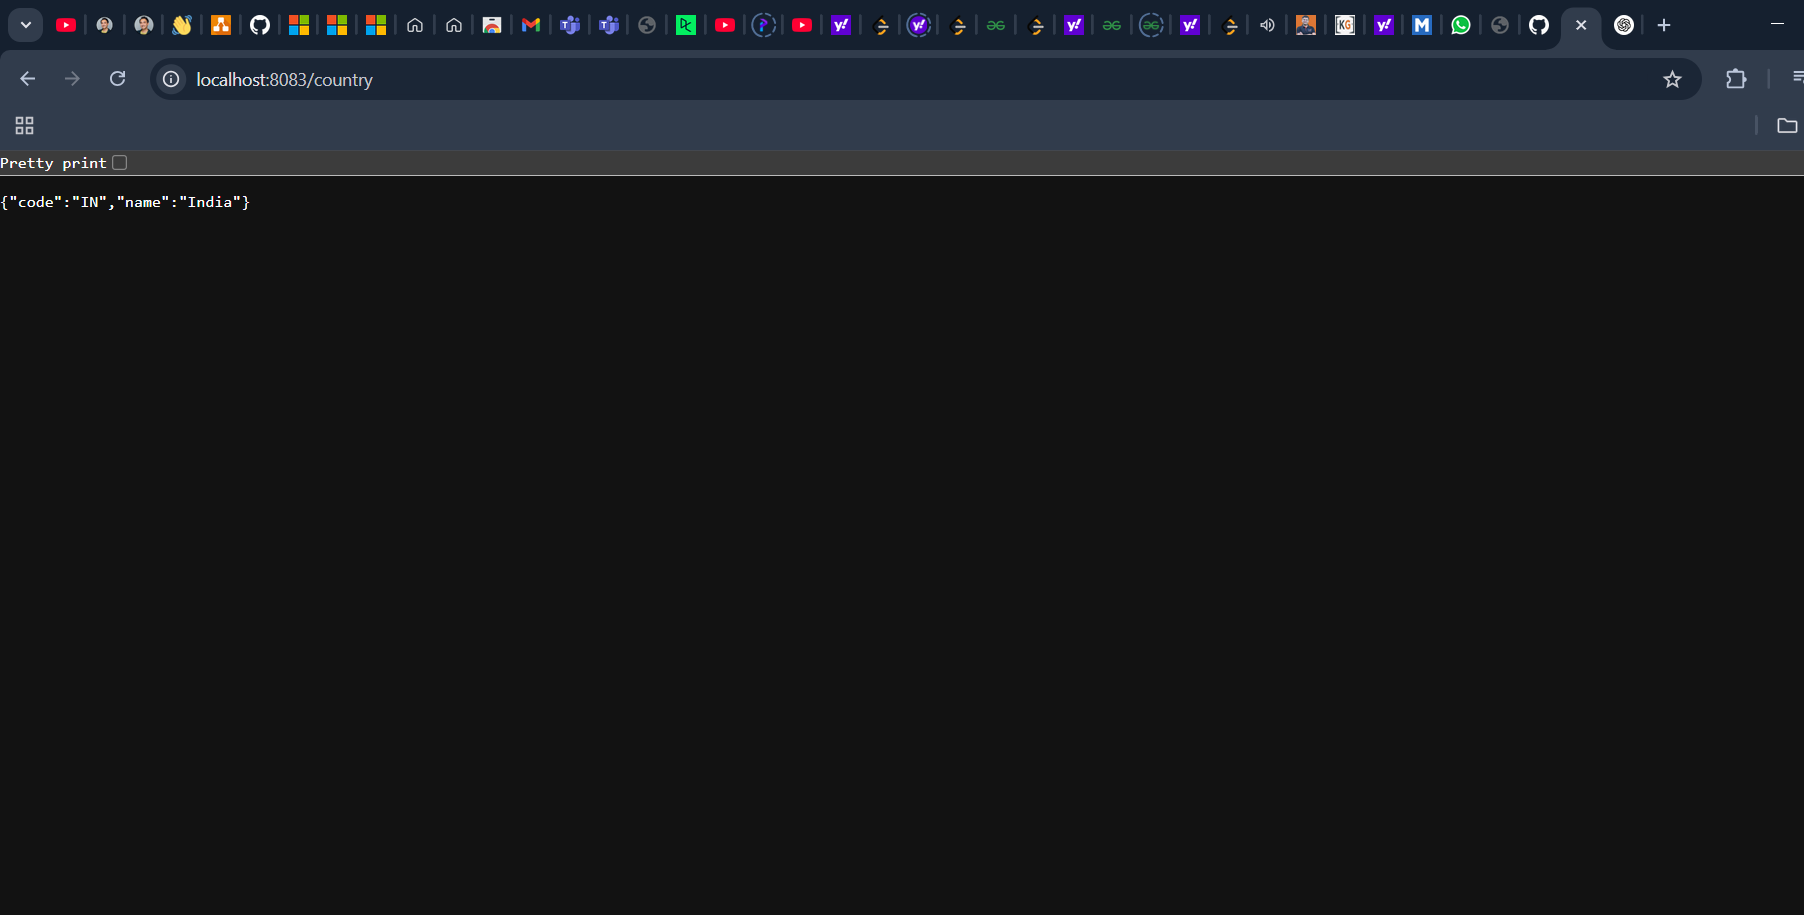 localhost:8083/country
Pretty print
{"code":"IN","name":"India"}